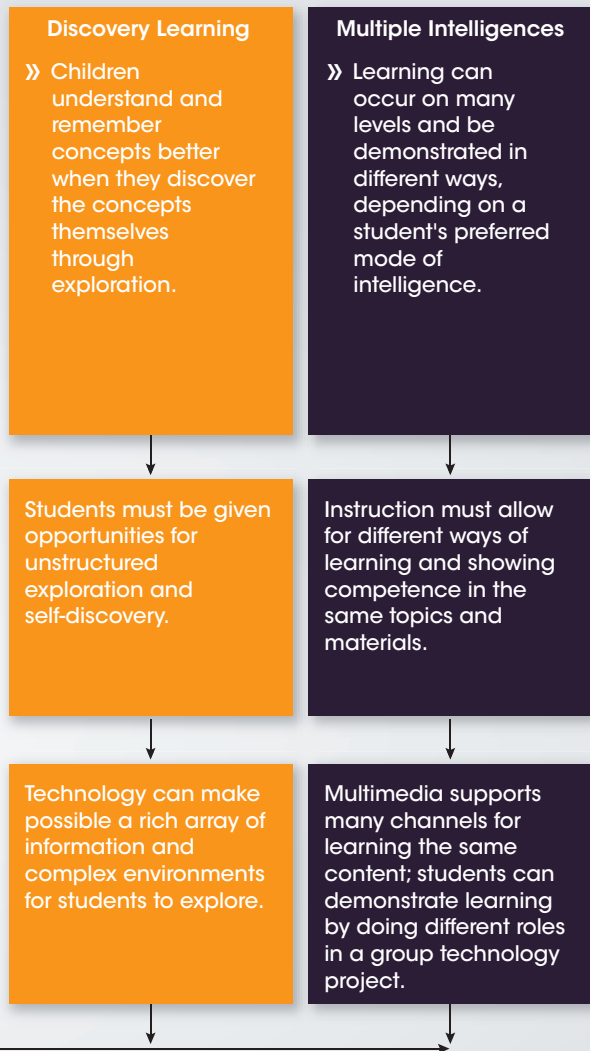 Discovery Learning
» Children
understand and
remember
concepts better
when they discover
the concepts
themselves
through
exploration.
Students must be given
opportunities for
unstructured
exploration and
self-discovery.
Technology can make
possible a rich array of
information and
complex environments
for students to explore.
Multiple Intelligences
» Learning can
occur on many
levels and be
demonstrated in
different ways,
depending on a
student's preferred
mode of
intelligence.
Instruction must allow
for different ways of
learning and showing
competence in the
same topics and
materials.
Multimedia supports
many channels for
learning the same
content; students can
demonstrate learning
by doing different roles
in a group technology
project.